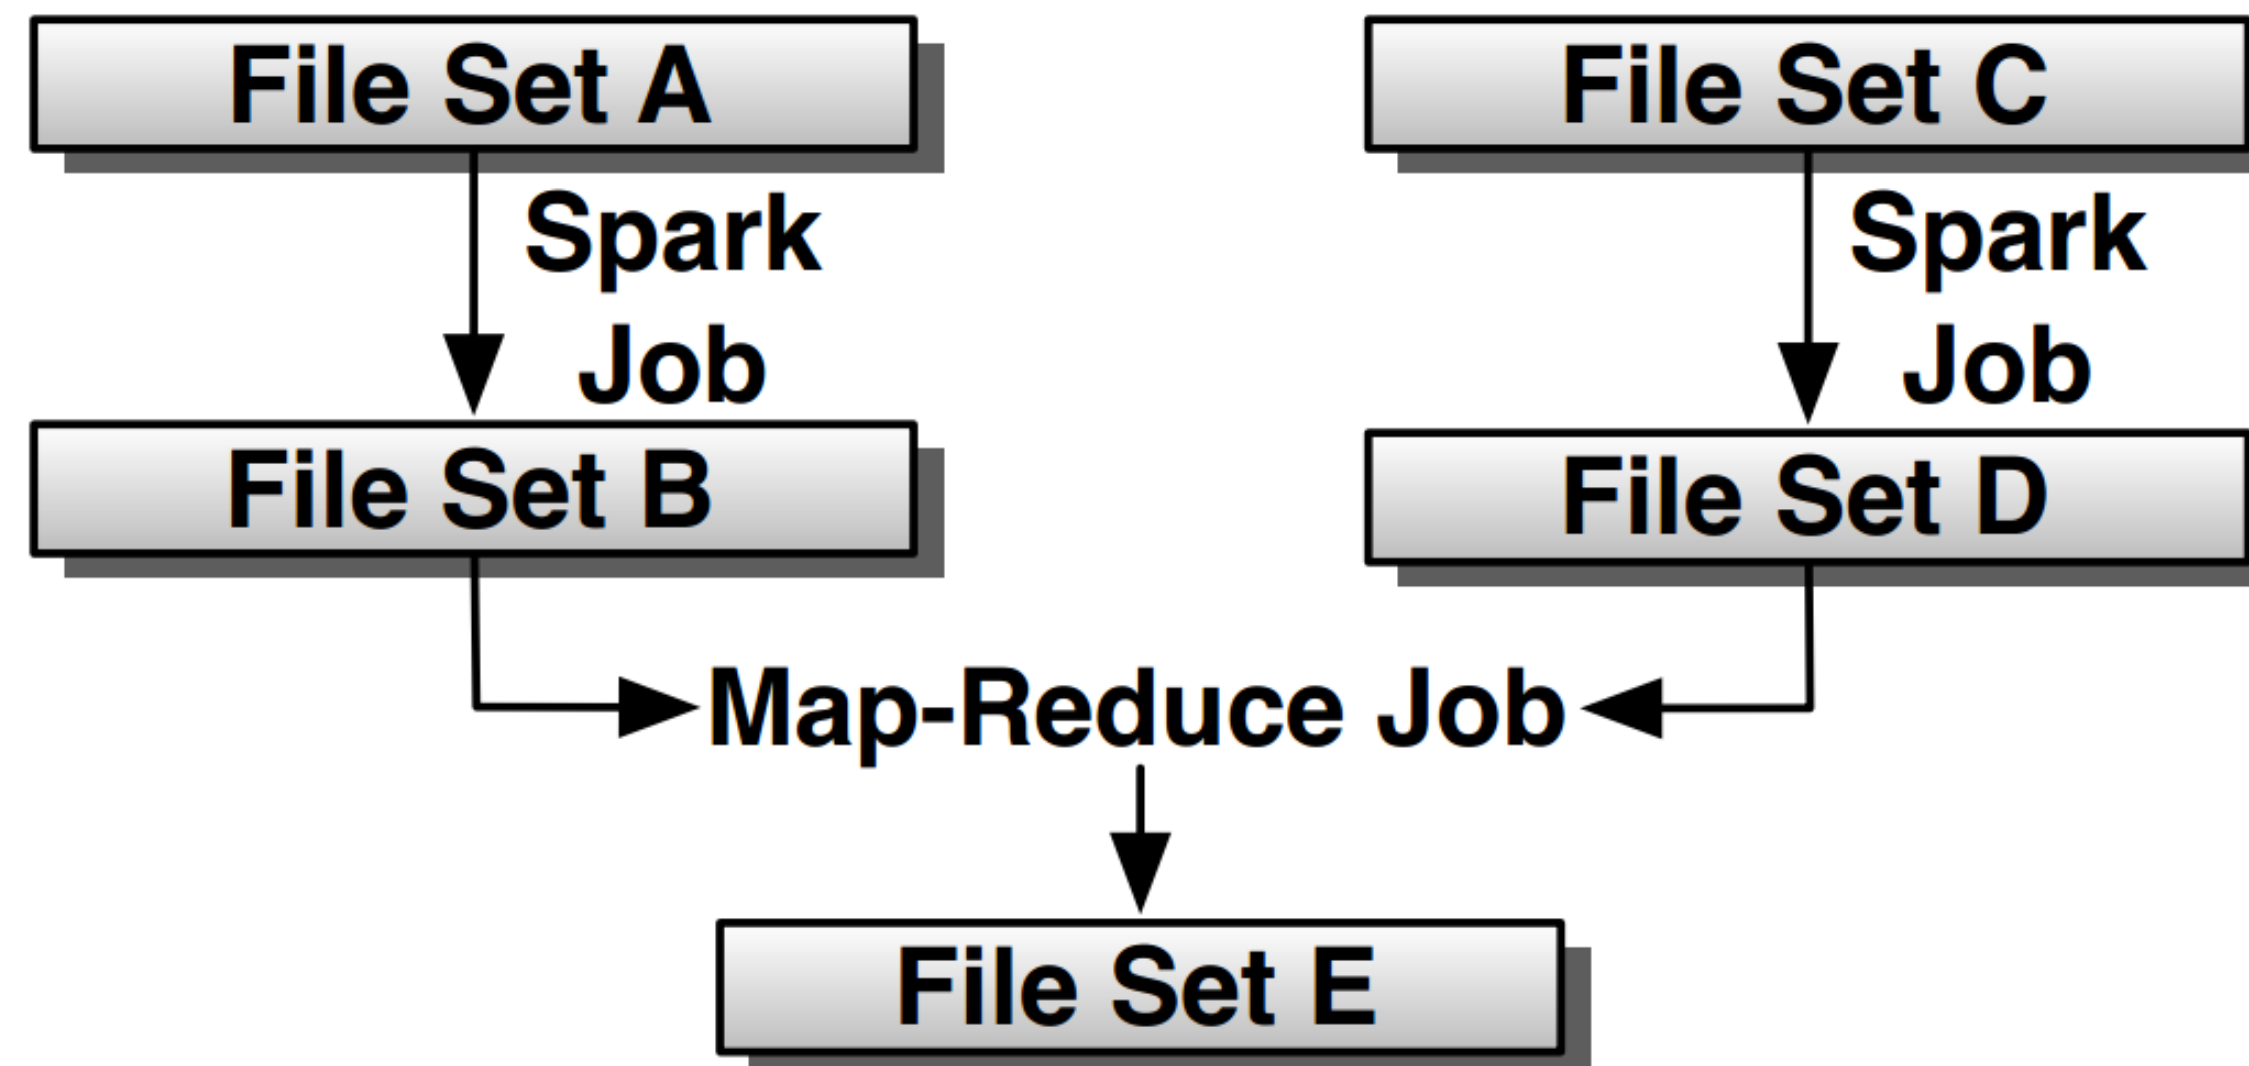 File Set A
File Set C
Spark
Job
Spark
Job
File Set B
File Set D
Map-Reduce Job
File Set E